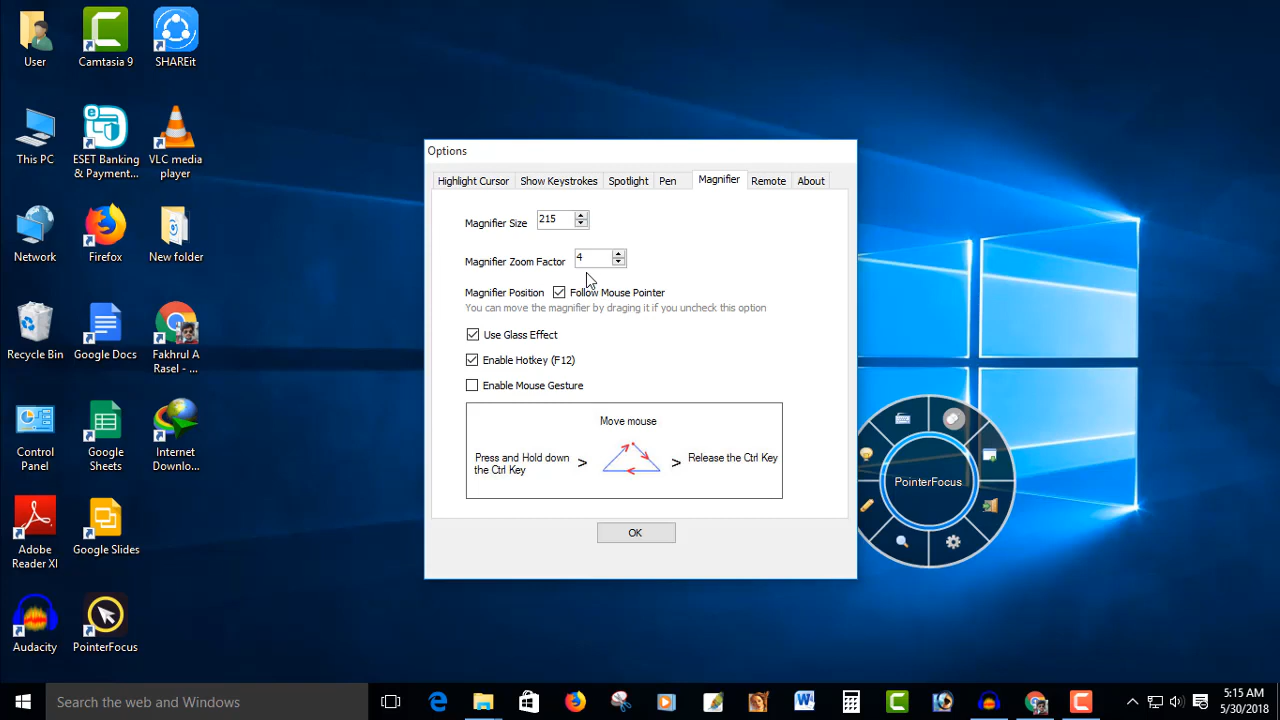 User
Camtasia 9
SHAREit
This PC
ESET Banking
& Payment...
VLC media
player
Network
Firefox
New folder
Recycle Bin
Google Docs
Fakhrul A
Rasel - ...
Control
Panel
Google
Sheets
Internet
Downlo...
Adobe
Reader XI
Google Slides
Audacity
PointerFocus
Options
Highlight Cursor
Show Keystrokes
Spotlight
Pen
Magnifier
Remote
About
Magnifier Size
215
Magnifier Zoom Factor
4
Magnifier Position
Follow Mouse Pointer
You can move the magnifier by draging it if you uncheck this option
Use Glass Effect
Enable Hotkey (F12)
Enable Mouse Gesture
Move mouse
Press and Hold down
the Ctrl Key
>
>
Release the Ctrl Key
OK
PointerFocus
Search the web and Windows
5:15 AM
5/30/2018